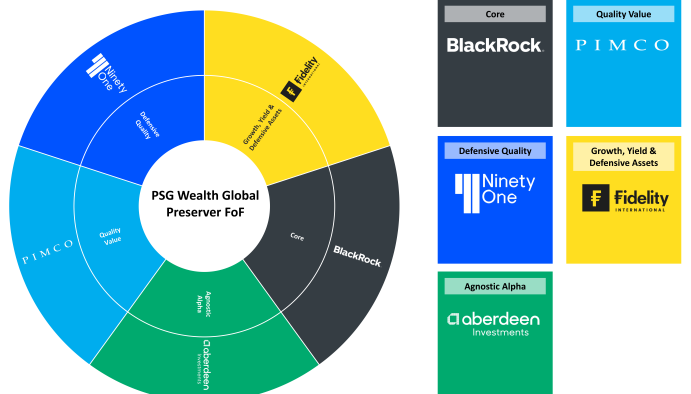 Ninety
One
Defensive
Quality
Fidelity
INTERNATIONAL
Growth, Yield &
Defensive Assets
PSG Wealth Global
Preserver FoF
PIMCO
Quality
Value
Core
BlackRock
Agnostic
Alpha
aberdeen
Investments
Core
BlackRock.
Quality Value
PIMCO
Defensive Quality
Ninety
One
Growth, Yield &
Defensive Assets
Fidelity
INTERNATIONAL
Agnostic Alpha
aberdeen
Investments